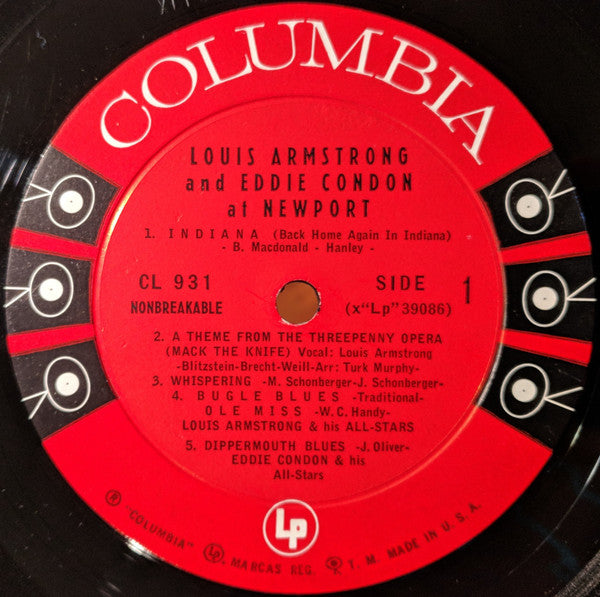 COLUMBIA
LOUIS ARMSTRONG
and EDDIE CONDON
at NEWPORT
1. INDIANA (Back Home Again In Indiana)
- B. Macdonald - Hanley -
CL 931
NONBREAKABLE
SIDE 1
(x"Lp" 39086)
2. A THEME FROM THE THREEPENNY OPERA
(MACK THE KNIFE) Vocal: Louis Armstrong
-Blitzstein-Brecht-Weill-Arr: Turk Murphy-
3. WHISPERING -M. Schonberger-J. Schonberger-
4. BUGLE BLUES -Traditional-
OLE MISS -W. C. Handy-
LOUIS ARMSTRONG & his ALL-STARS
5. DIPPERMOUTH BLUES -J. Oliver-
EDDIE CONDON & his
All-Stars
Lp
® "COLUMBIA" Lp, MARCAS REG. ® T. M. MADE IN U. S. A.